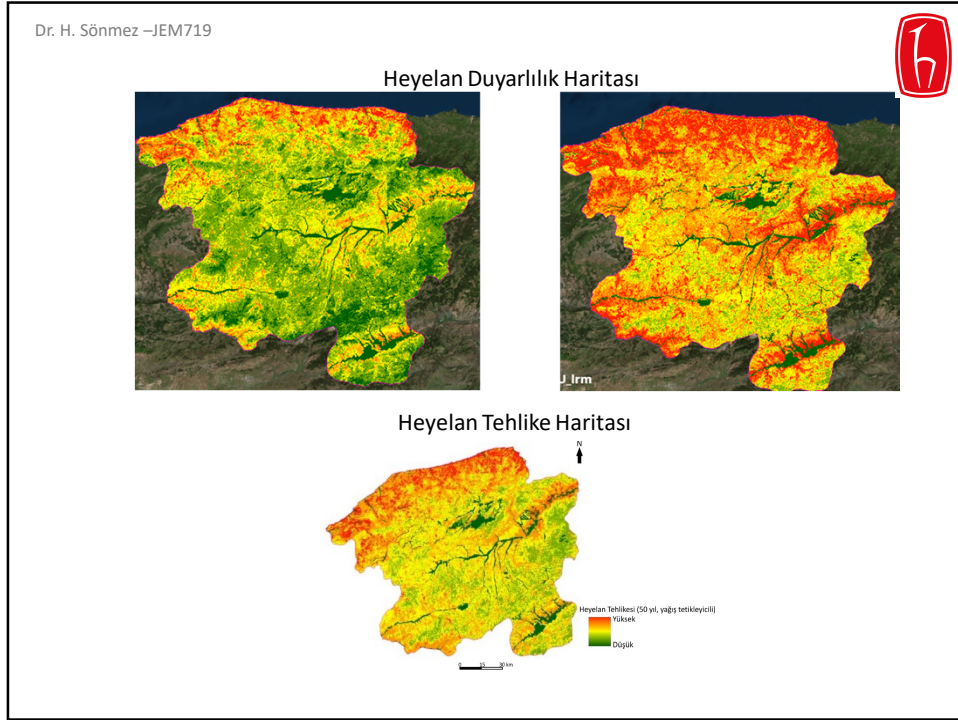 Dr. H. Sönmez –JEM719
Heyelan Duyarlılık Haritası
J_Irm
Heyelan Tehlike Haritası
N
Heyelan Tehlikesi (50 yıl, yağış tetikleyicili)
Yüksek
Düşük
0 15 30 km